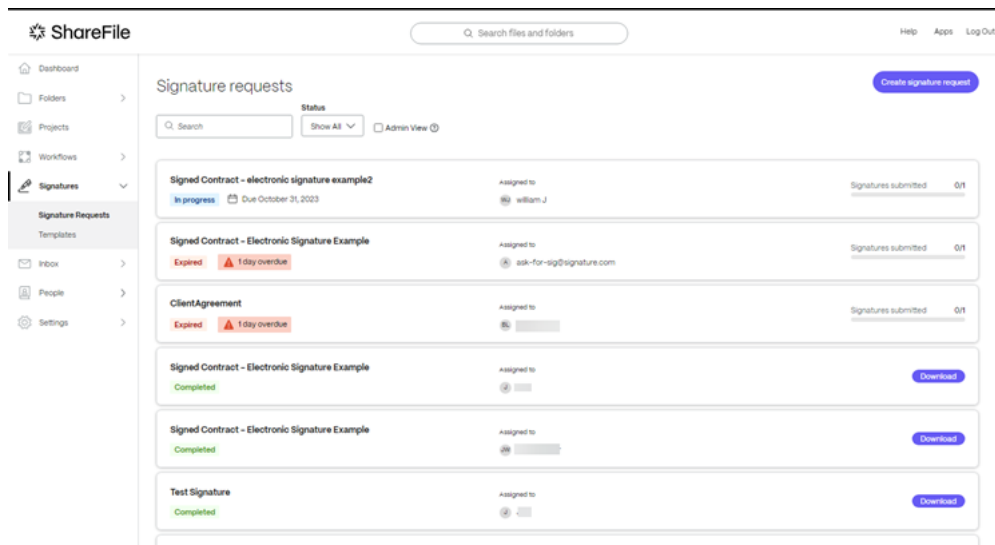 ShareFile
Search files and folders
Help Apps Log Out
Dashboard
Folders
Projects
Workflows
Signatures
Signature Requests
Templates
Inbox
People
Settings
Signature requests
Create signature request
Status
Search
Show All
Admin View
Signed Contract - electronic signature example2
In progress Due October 31, 2023
Assigned to
WJ william J
Signatures submitted 0/1
Signed Contract - Electronic Signature Example
Expired 1 day overdue
Assigned to
A ask-for-sig@signature.com
Signatures submitted 0/1
ClientAgreement
Expired 1 day overdue
Assigned to
BL
Signatures submitted 0/1
Signed Contract - Electronic Signature Example
Completed
Assigned to
J
Download
Signed Contract - Electronic Signature Example
Completed
Assigned to
JW
Download
Test Signature
Completed
Assigned to
J
Download